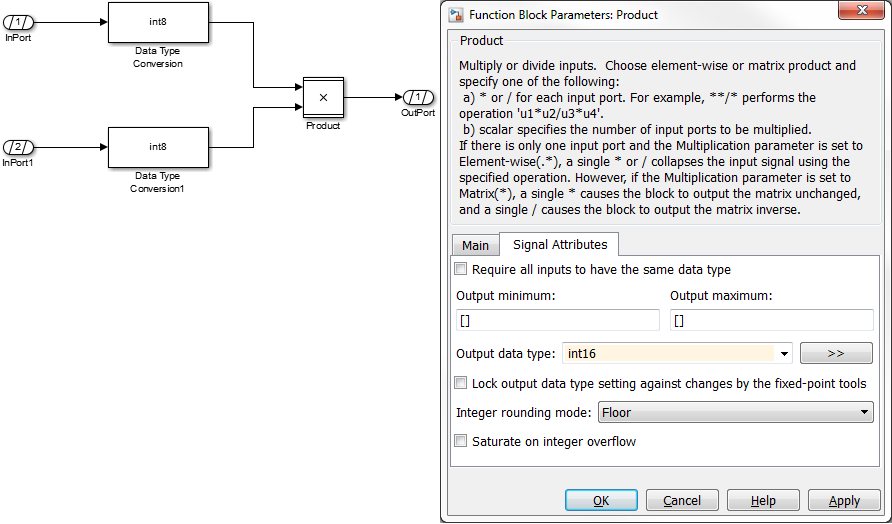 1
InPort
int8
Data Type
Conversion
×
Product
1
OutPort
2
InPort1
int8
Data Type
Conversion1
Function Block Parameters: Product
Product
Multiply or divide inputs.  Choose element-wise or matrix product and
specify one of the following:
a) * or / for each input port. For example, **/* performs the
operation 'u1*u2/u3*u4'.
b) scalar specifies the number of input ports to be multiplied.
If there is only one input port and the Multiplication parameter is set to
Element-wise(.*), a single * or / collapses the input signal using the
specified operation. However, if the Multiplication parameter is set to
Matrix(*), a single * causes the block to output the matrix unchanged,
and a single / causes the block to output the matrix inverse.
Main Signal Attributes
Require all inputs to have the same data type
Output minimum: Output maximum:
[] []
Output data type: int16 >>
Lock output data type setting against changes by the fixed-point tools
Integer rounding mode: Floor
Saturate on integer overflow
OK Cancel Help Apply